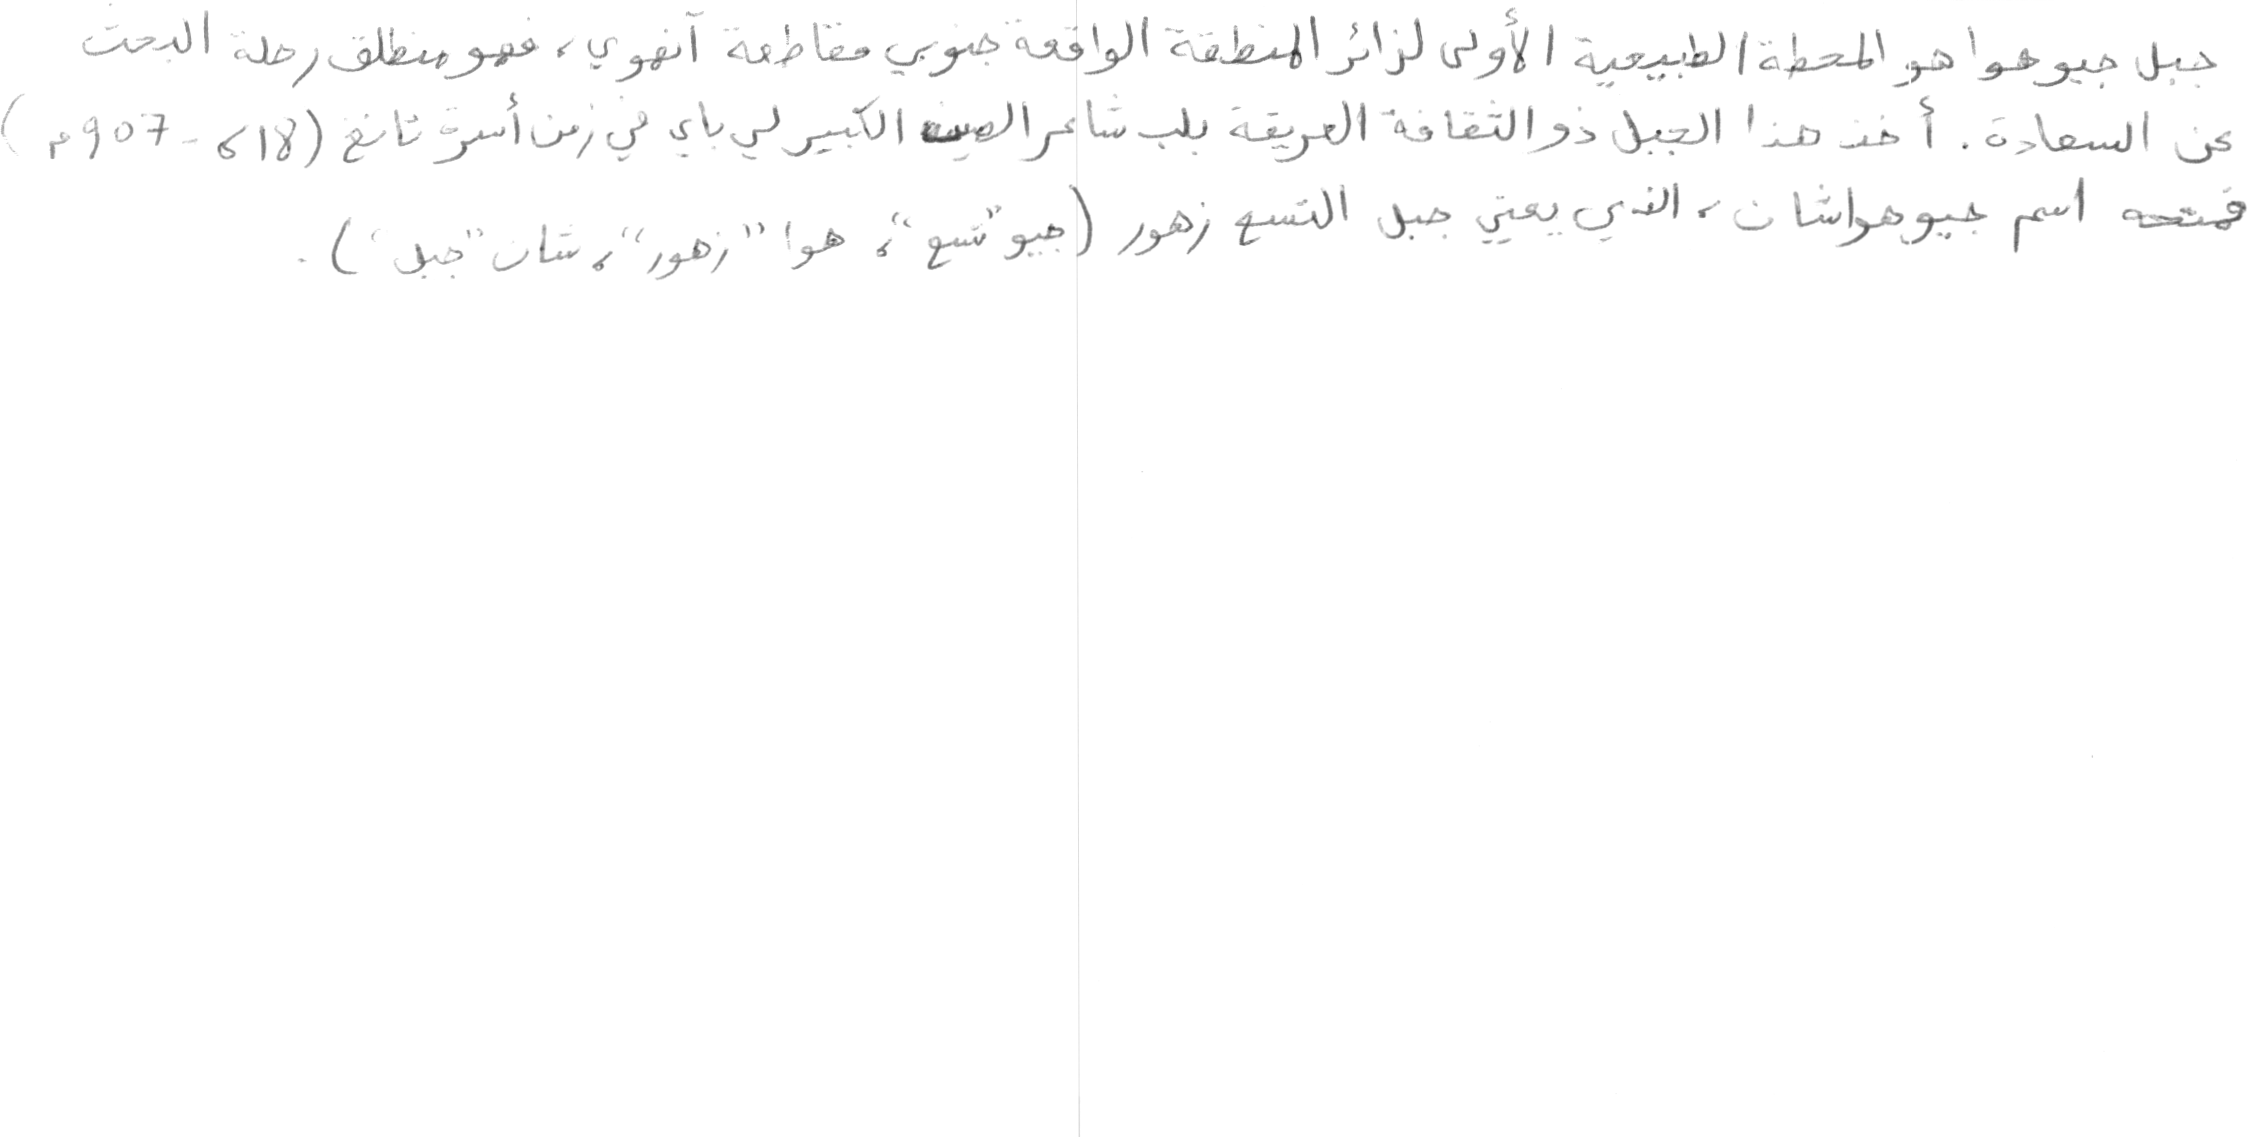 جبل جيوهوا هو المحطة الطبيعية الأولى لزائر المنطقة الواقعة جنوبي مقاطعة آنهوي، فهو منطلق رحلة البحث
عن السعادة. أخذ هذا الجبل ذو الثقافة العريقة بلب شاعر الصين الكبير لي باي في زمن أسرة تانغ (618 - 907م)
فمنحه اسم جيوهواشان، الذي يعني جبل التسع زهور (جيو "تسع"، هوا "زهور"، شان "جبل").